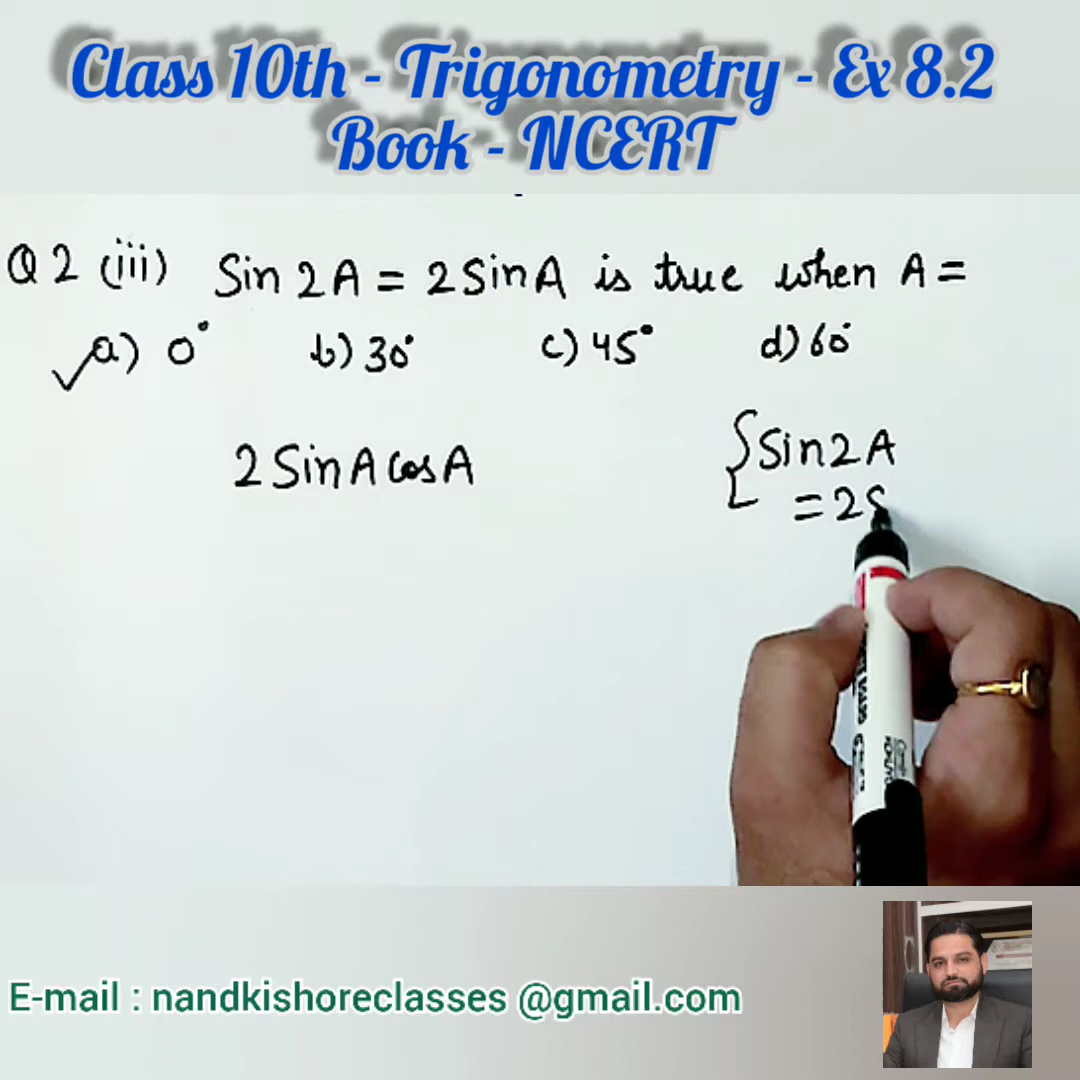 Class 10th - Trigonometry - Ex 8.2
Book - NCERT
Q 2 (iii) Sin 2A = 2 Sin A is true when A =
a) 0° b) 30° c) 45° d) 60°
2 Sin A cos A
{ Sin 2A
= 2S
E-mail : nandkishoreclasses @gmail.com